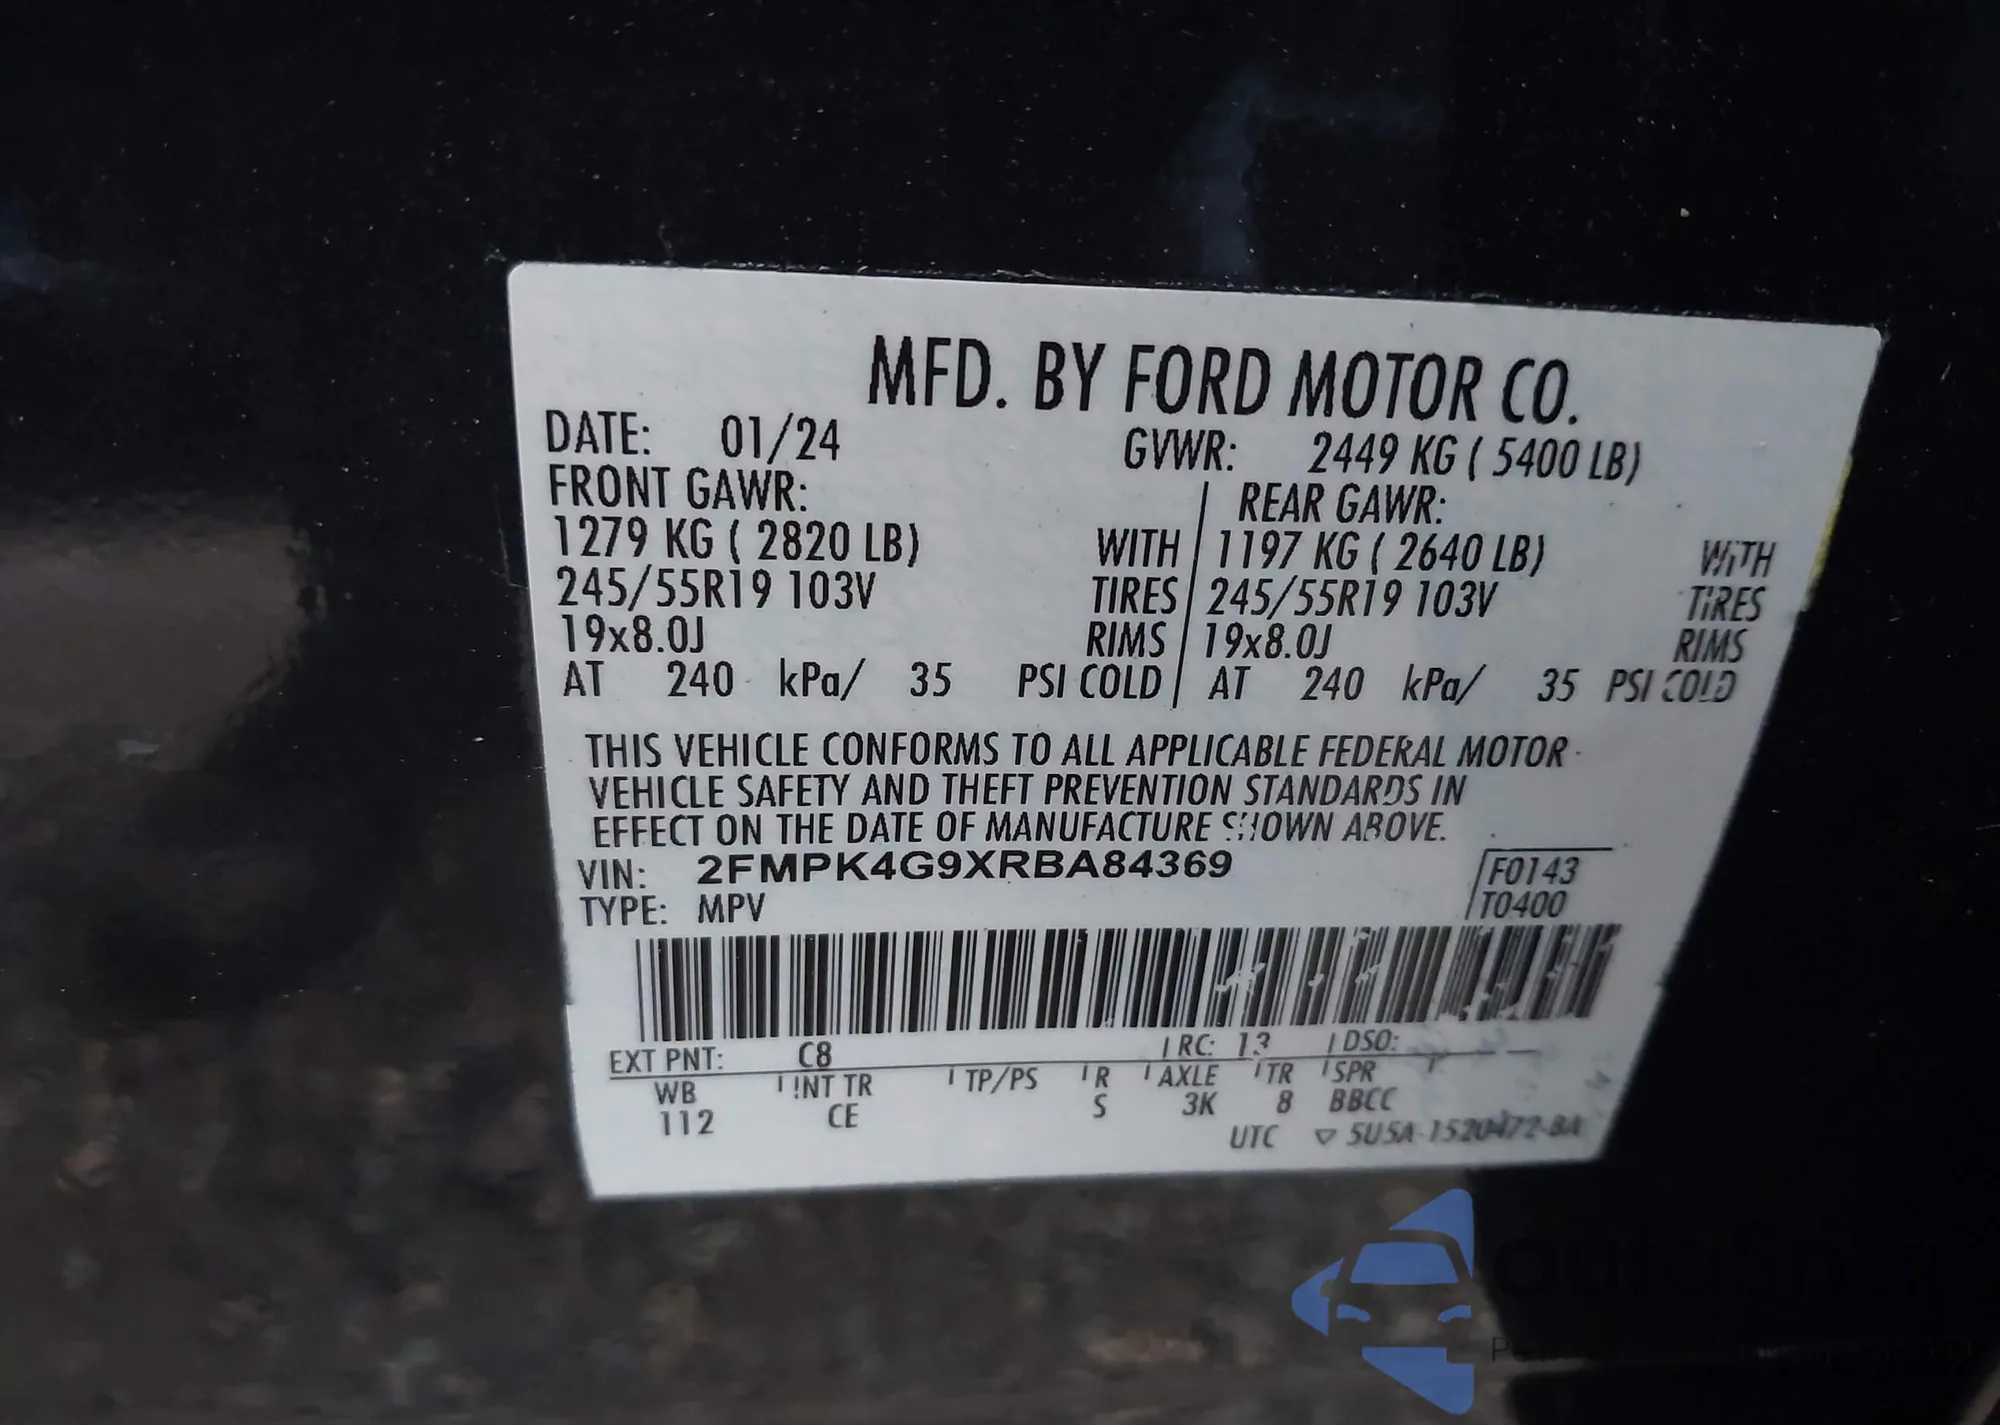 MFD. BY FORD MOTOR CO.
DATE: 01/24 GVWR: 2449 KG ( 5400 LB)
FRONT GAWR: REAR GAWR:
1279 KG ( 2820 LB) WITH 1197 KG ( 2640 LB) WITH
245/55R19 103V TIRES 245/55R19 103V TIRES
19x8.0J RIMS 19x8.0J RIMS
AT 240 kPa/ 35 PSI COLD AT 240 kPa/ 35 PSI COLD
THIS VEHICLE CONFORMS TO ALL APPLICABLE FEDERAL MOTOR
VEHICLE SAFETY AND THEFT PREVENTION STANDARDS IN
EFFECT ON THE DATE OF MANUFACTURE SHOWN ABOVE.
VIN: 2FMPK4G9XRBA84369 F0143
TYPE: MPV T0400
EXT PNT: C8 RC: 13 DSO:
WB INT TR TP/PS R AXLE TR SPR
112 CE S 3K 8 BBCC
UTC ▽ 5U5A-1520472-BA